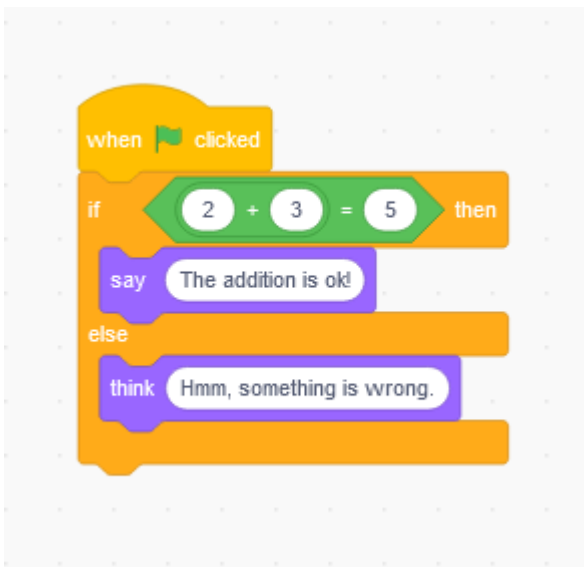 when clicked
if 2 + 3 = 5 then
say The addition is ok!
else
think Hmm, something is wrong.